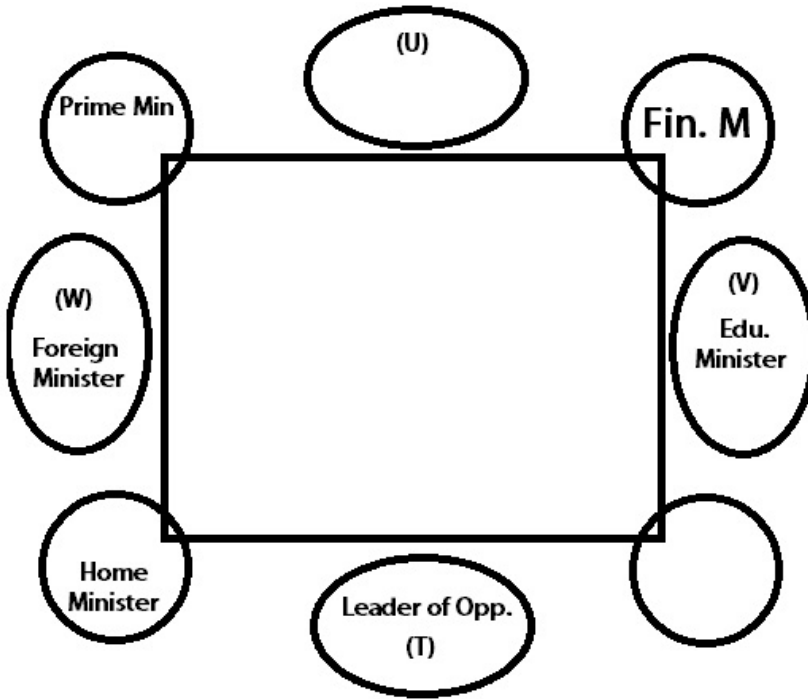 (U)
Prime Min
Fin. M
(W)
Foreign
Minister
(V)
Edu.
Minister
Home
Minister
Leader of Opp.
(T)